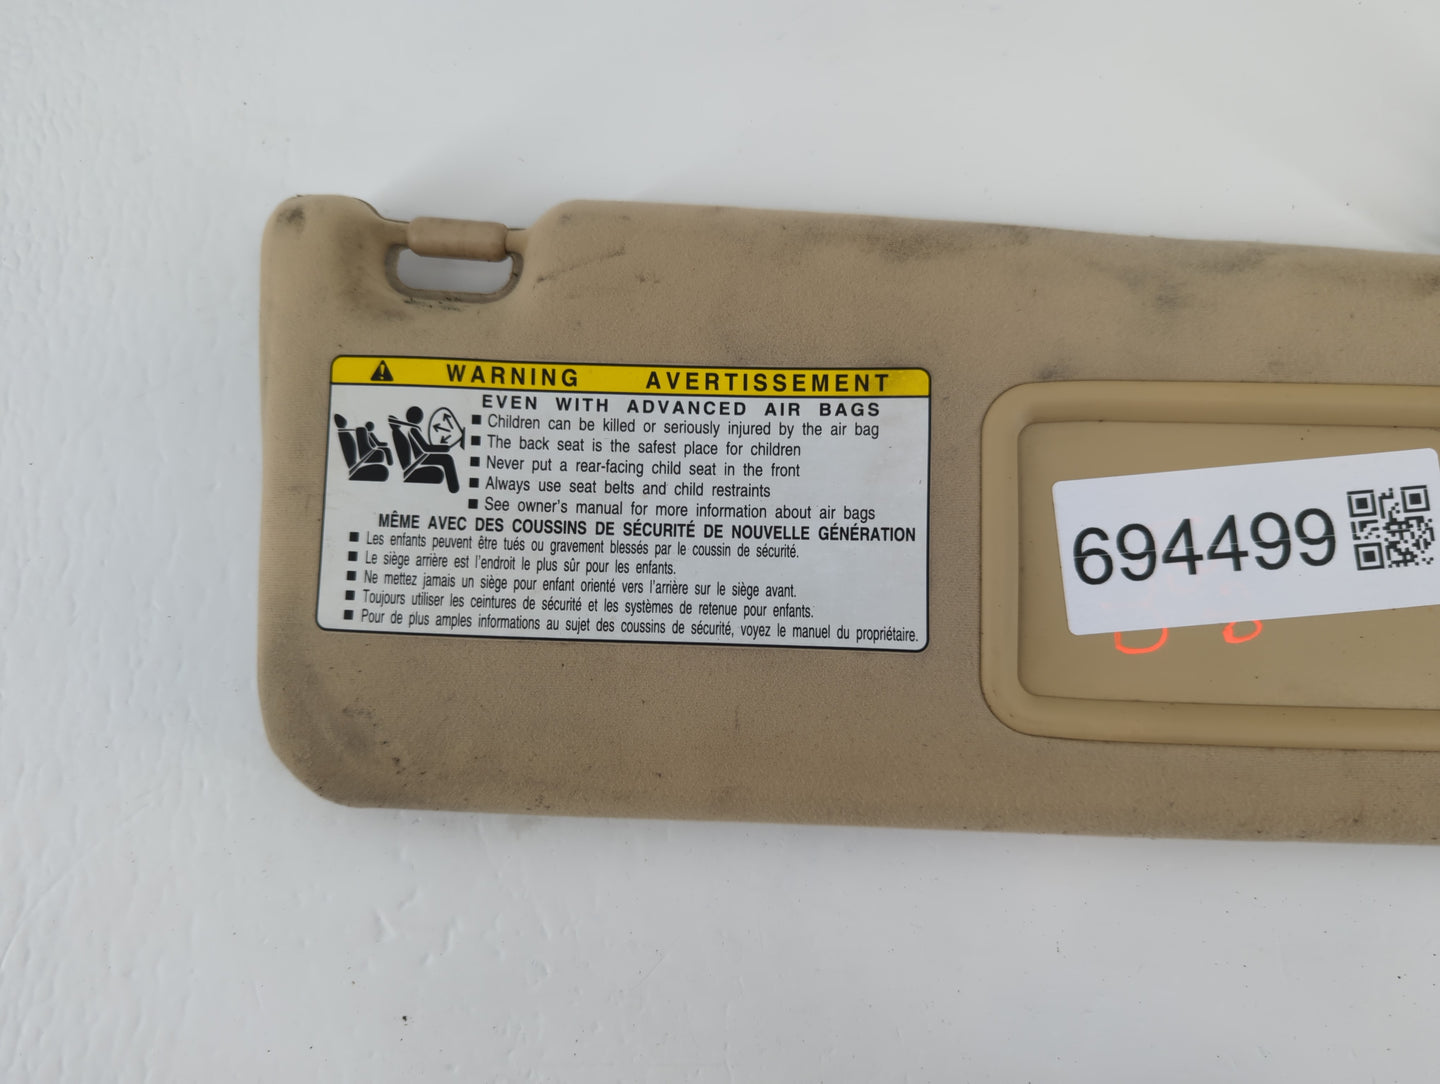 WARNING AVERTISSEMENT
EVEN WITH ADVANCED AIR BAGS
■ Children can be killed or seriously injured by the air bag
■ The back seat is the safest place for children
■ Never put a rear-facing child seat in the front
■ Always use seat belts and child restraints
■ See owner's manual for more information about air bags
MÊME AVEC DES COUSSINS DE SÉCURITÉ DE NOUVELLE GÉNÉRATION
■ Les enfants peuvent être tués ou gravement blessés par le coussin de sécurité.
■ Le siège arrière est l'endroit le plus sûr pour les enfants.
■ Ne mettez jamais un siège pour enfant orienté vers l'arrière sur le siège avant.
■ Toujours utiliser les ceintures de sécurité et les systèmes de retenue pour enfants.
■ Pour de plus amples informations au sujet des coussins de sécurité, voyez le manuel du propriétaire.
694499